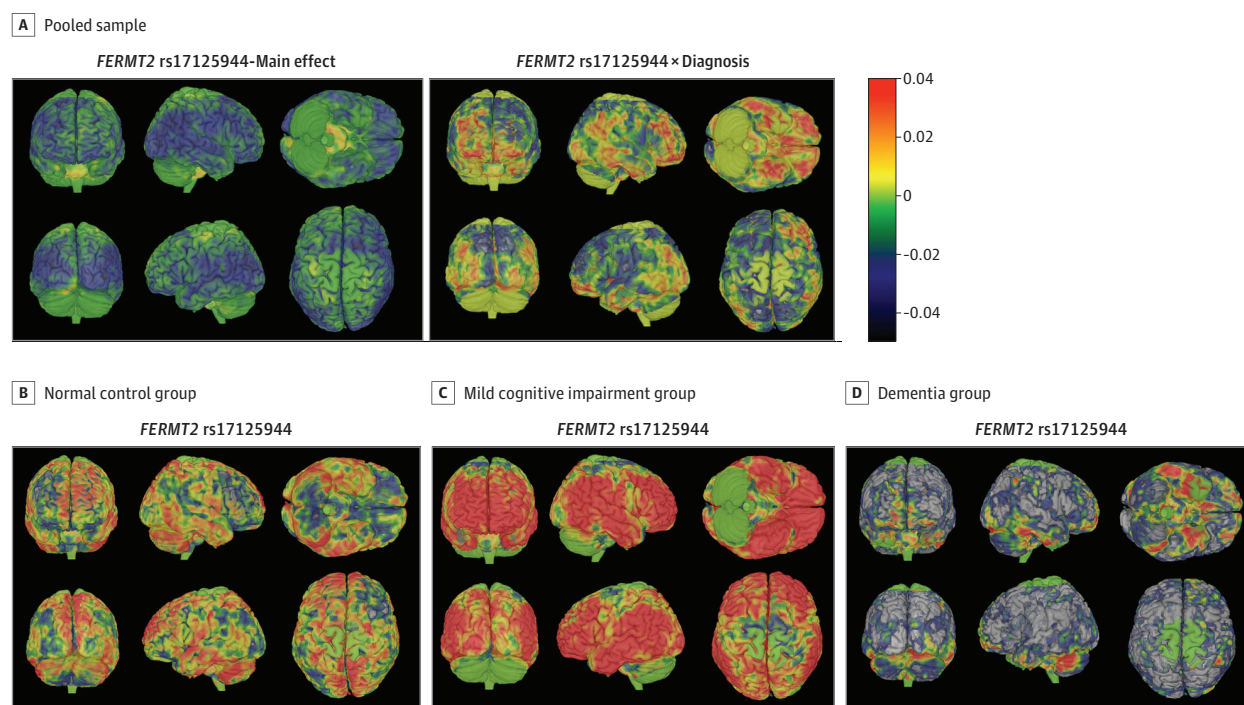 A Pooled sample
FERMT2 rs17125944-Main effect
FERMT2 rs17125944 × Diagnosis
0.04
0.02
0
-0.02
-0.04
B Normal control group
FERMT2 rs17125944
C Mild cognitive impairment group
FERMT2 rs17125944
D Dementia group
FERMT2 rs17125944